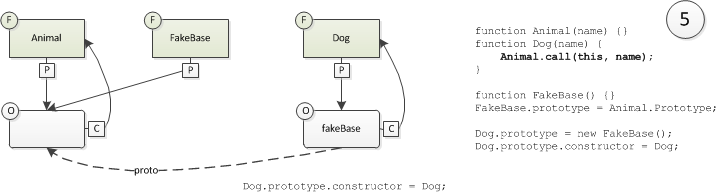 5
F
F
F
Animal
FakeBase
Dog
P
P
P
O
O
C
fakeBase
C
proto
Dog.prototype.constructor = Dog;
function Animal(name) {}
function Dog(name) {
Animal.call(this, name);
}
function FakeBase() {}
FakeBase.prototype = Animal.Prototype;
Dog.prototype = new FakeBase();
Dog.prototype.constructor = Dog;